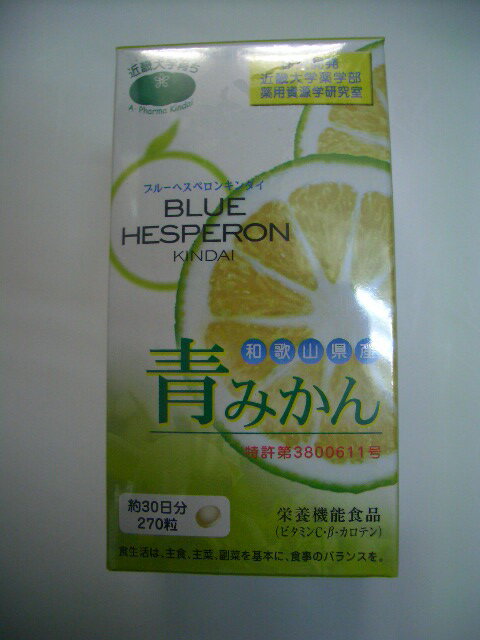 近畿大学発
A Pharma Kindai
近畿大学薬学部
薬用資源学研究室
ブルーヘスペロンキンダイ
BLUE
HESPERON
KINDAI
和歌山県産
青みかん
特許第3800611号
約30日分
270粒
栄養機能食品
(ビタミンC・β-カロテン)
食生活は、主食、主菜、副菜を基本に、食事のバランスを。